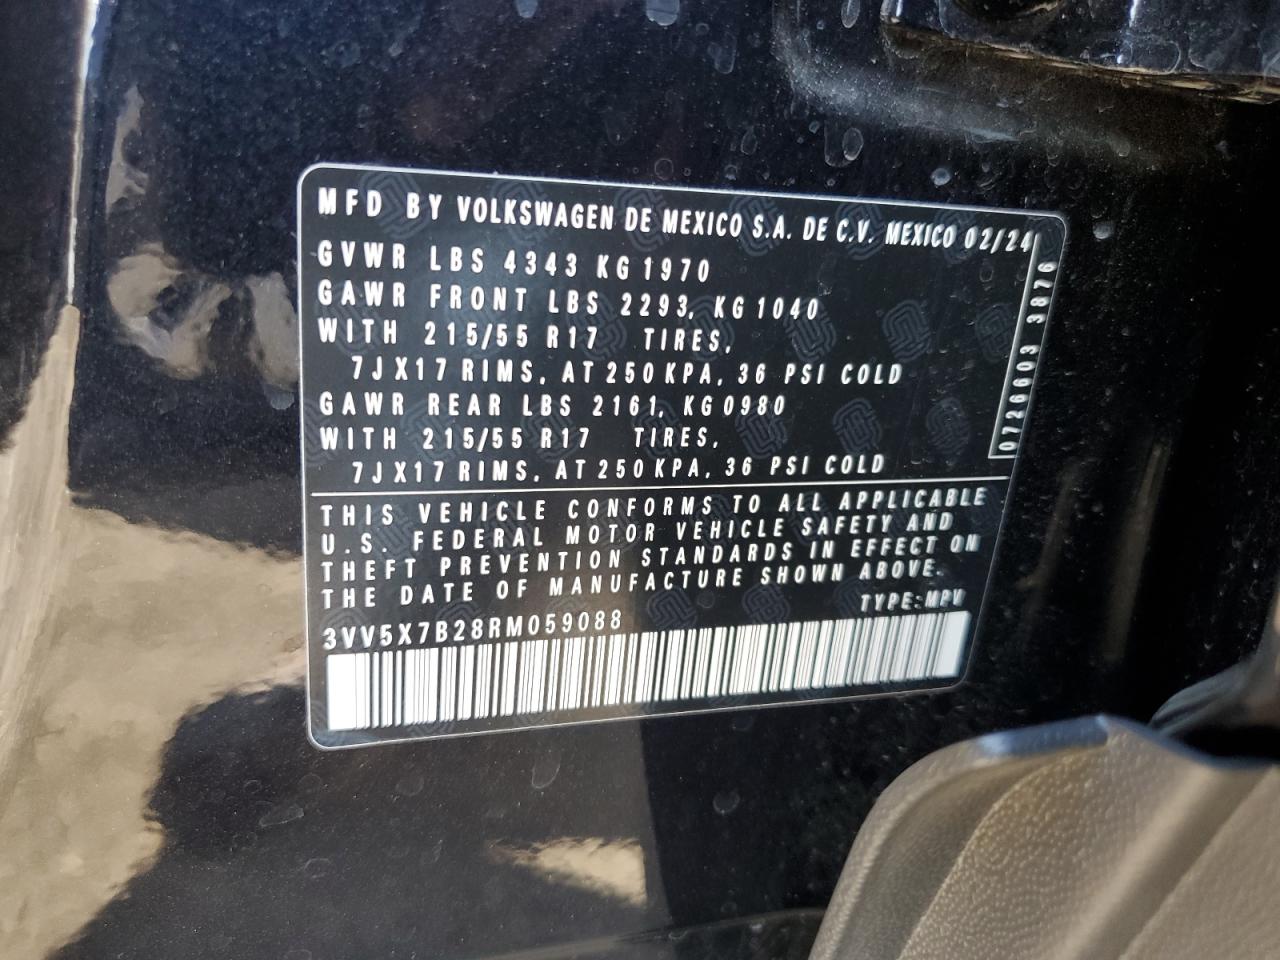 MFD BY VOLKSWAGEN DE MEXICO S.A. DE C.V. MEXICO 02/24
GVWR LBS 4343 KG 1970
GAWR FRONT LBS 2293, KG 1040
WITH 215/55 R17 TIRES,
7JX17 RIMS, AT 250 KPA, 36 PSI COLD
GAWR REAR LBS 2161, KG 0980
WITH 215/55 R17 TIRES,
7JX17 RIMS, AT 250 KPA, 36 PSI COLD
0726603 3876
THIS VEHICLE CONFORMS TO ALL APPLICABLE
U.S. FEDERAL MOTOR VEHICLE SAFETY AND
THEFT PREVENTION STANDARDS IN EFFECT ON
THE DATE OF MANUFACTURE SHOWN ABOVE.
TYPE:MPV
3VV5X7B28RM059088